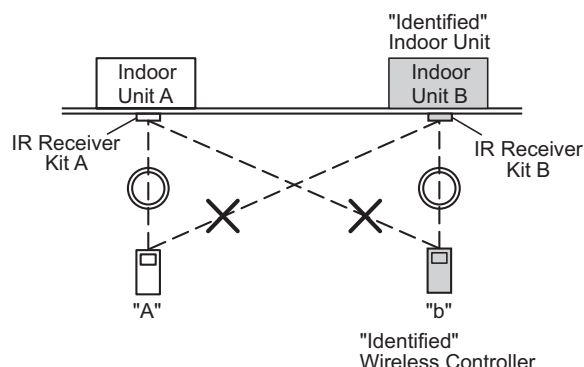 "Identified"
Indoor Unit
Indoor
Unit A
Indoor
Unit B
IR Receiver
Kit A
IR Receiver
Kit B
"A"
"b"
"Identified"
Wireless Controller